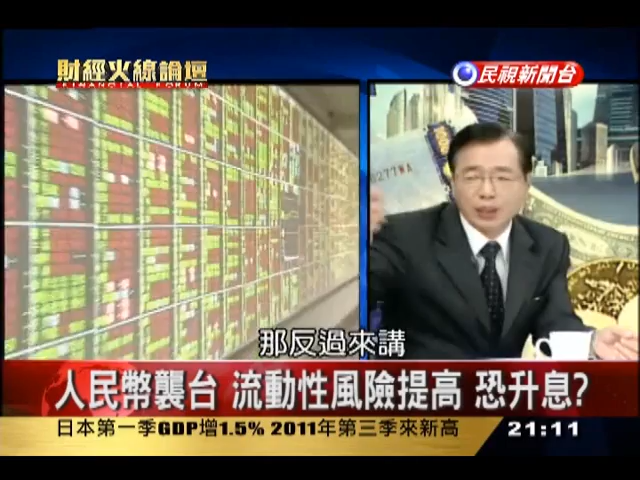 財經火線論壇
FINANCIAL FORUM
民視新聞台
0277WA
那反過來講
人民幣襲台 流動性風險提高 恐升息?
日本第一季GDP增1.5% 2011年第三季來新高
21:11